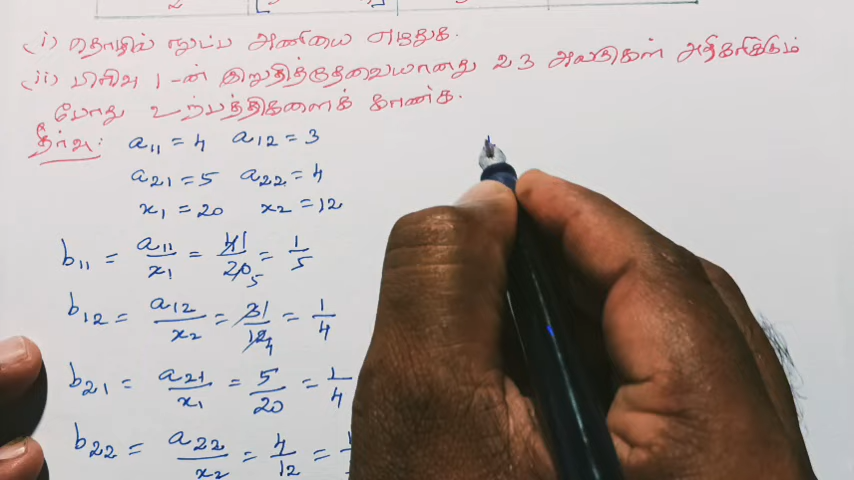 2
(i) தொழில் நுட்ப அணியை எழுதுக.
(ii) பிரிவு 1-ன் இறுதித்தேவையானது 23 அலகுகள் அதிகரிக்கும்
போது உற்பத்திகளைக் காண்க.
தீர்வு: a11 = 4 a12 = 3
a21 = 5 a22 = 4
x1 = 20 x2 = 12
b11 = a11/x1 = 4/20 = 1/5
b12 = a12/x2 = 3/12 = 1/4
b21 = a21/x1 = 5/20 = 1/4
b22 = a22/x2 = 4/12 =